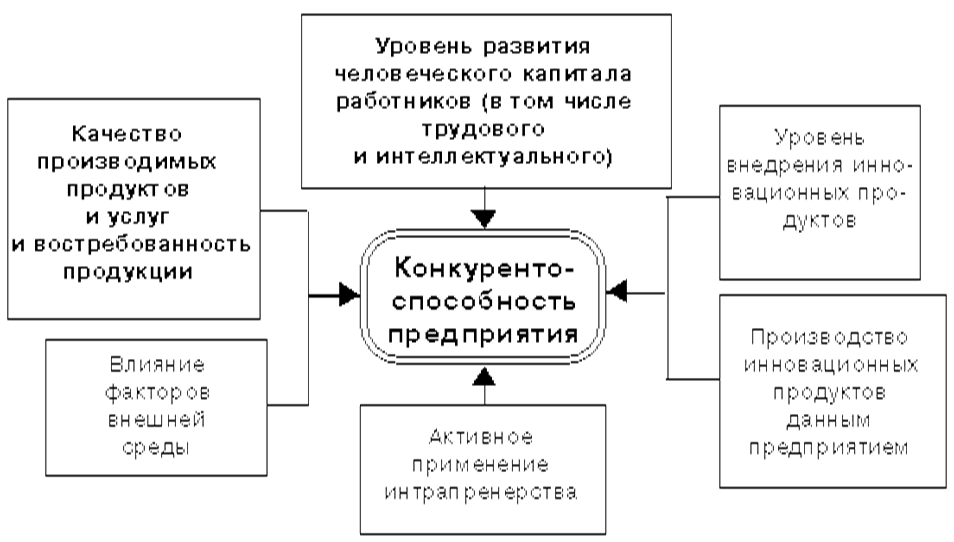 Уровень развития
человеческого капитала
работников (в том числе
трудового
и интеллектуального)
Качество
производимых
продуктов
и услуг
и востребованность
продукции
Уровень
внедрения инно-
вационных про-
дуктов
Конкуренто-
способность
предприятия
Влияние
факторов
внешней
среды
Активное
применение
интрапренерства
Производство
инновационных
продуктов
данным
предприятием